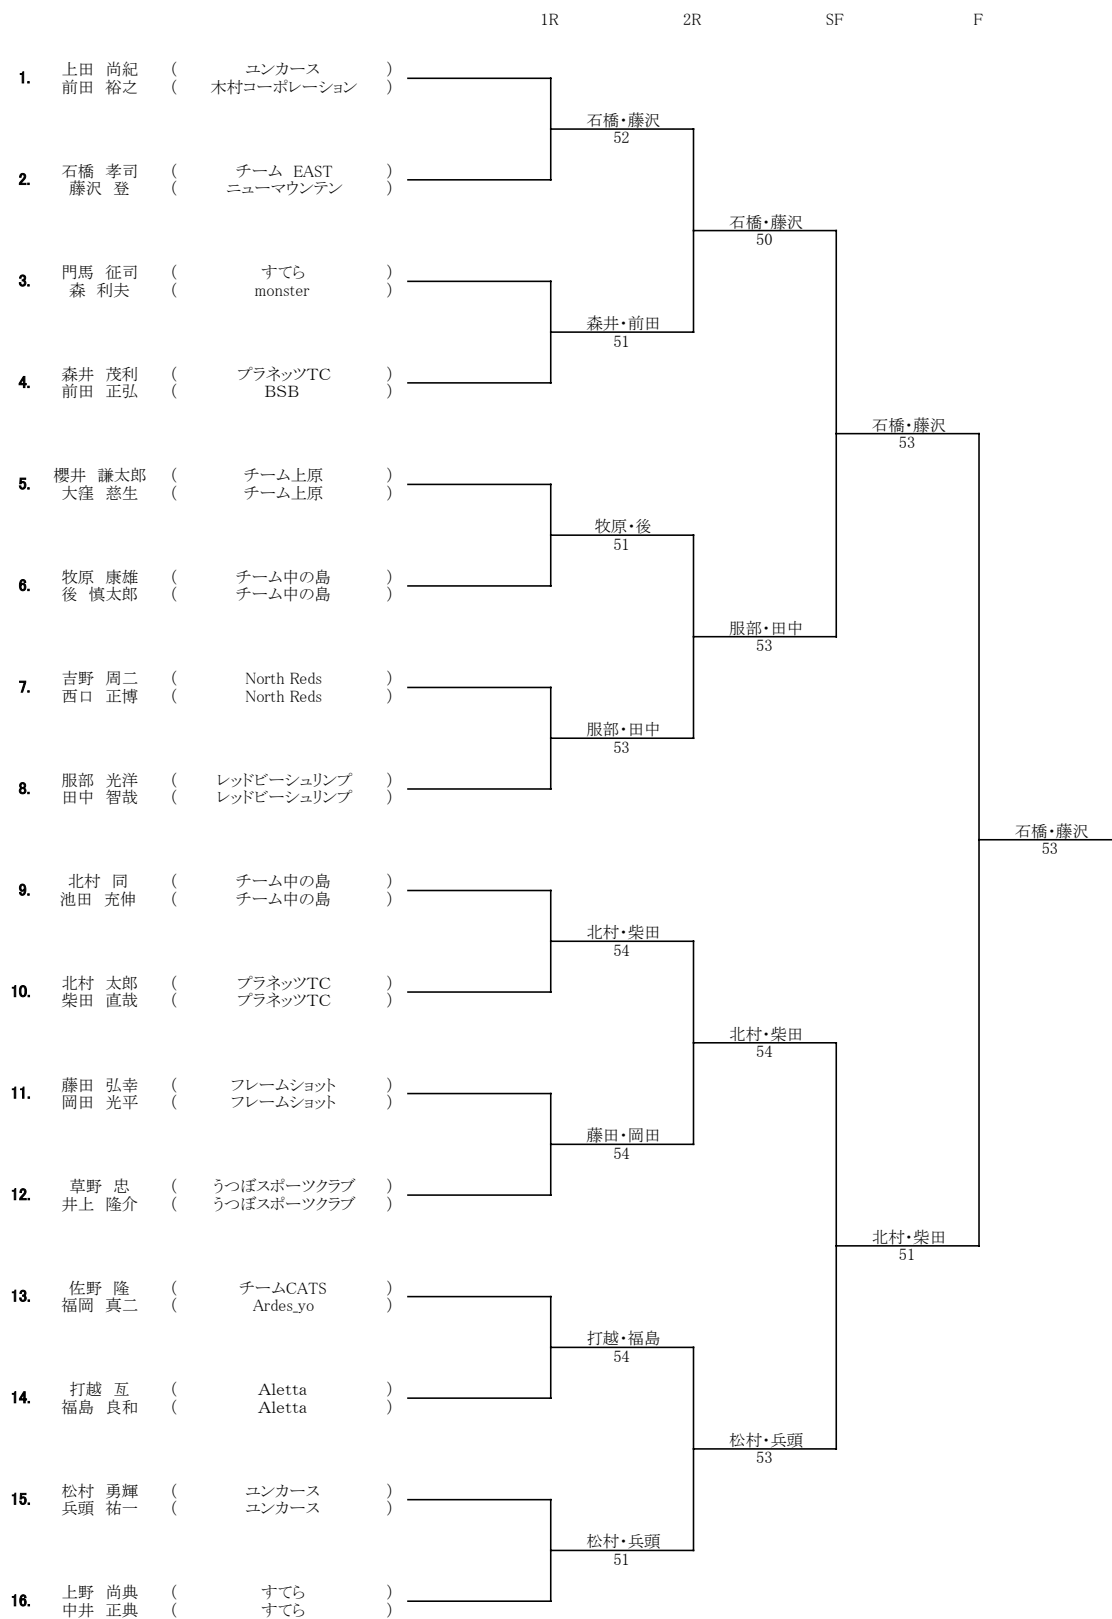 1R 2R SF F
1. 上田 尚紀 ( ユンカース )
前田 裕之 ( 木村コーポレーション )
石橋・藤沢
52
2. 石橋 孝司 ( チーム EAST )
藤沢 登 ( ニューマウンテン )
石橋・藤沢
50
3. 門馬 征司 ( すてら )
森 利夫 ( monster )
森井・前田
51
4. 森井 茂利 ( プラネッツTC )
前田 正弘 ( BSB )
石橋・藤沢
53
5. 櫻井 謙太郎 ( チーム上原 )
大窪 慈生 ( チーム上原 )
牧原・後
51
6. 牧原 康雄 ( チーム中の島 )
後 慎太郎 ( チーム中の島 )
服部・田中
53
7. 吉野 周二 ( North Reds )
西口 正博 ( North Reds )
服部・田中
53
8. 服部 光洋 ( レッドビーシュリンプ )
田中 智哉 ( レッドビーシュリンプ )
石橋・藤沢
53
9. 北村 同 ( チーム中の島 )
池田 充伸 ( チーム中の島 )
北村・柴田
54
10. 北村 太郎 ( プラネッツTC )
柴田 直哉 ( プラネッツTC )
北村・柴田
54
11. 藤田 弘幸 ( フレームショット )
岡田 光平 ( フレームショット )
藤田・岡田
54
12. 草野 忠 ( うつぼスポーツクラブ )
井上 隆介 ( うつぼスポーツクラブ )
北村・柴田
51
13. 佐野 隆 ( チームCATS )
福岡 真二 ( Ardes_yo )
打越・福島
54
14. 打越 亙 ( Aletta )
福島 良和 ( Aletta )
松村・兵頭
53
15. 松村 勇輝 ( ユンカース )
兵頭 祐一 ( ユンカース )
松村・兵頭
51
16. 上野 尚典 ( すてら )
中井 正典 ( すてら )